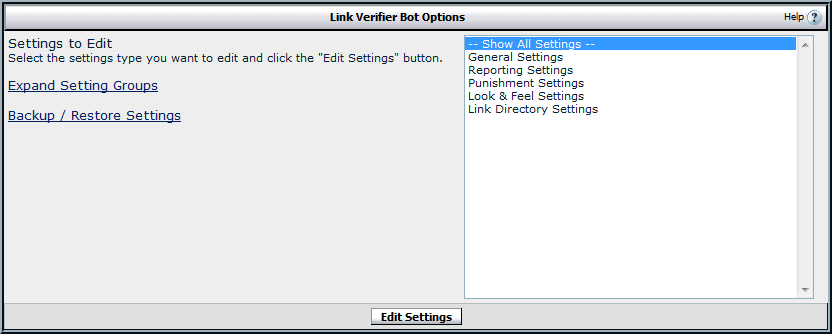 Link Verifier Bot Options
Help ?
Settings to Edit
Select the settings type you want to edit and click the "Edit Settings" button.
Expand Setting Groups
Backup / Restore Settings
-- Show All Settings --
General Settings
Reporting Settings
Punishment Settings
Look & Feel Settings
Link Directory Settings
Edit Settings